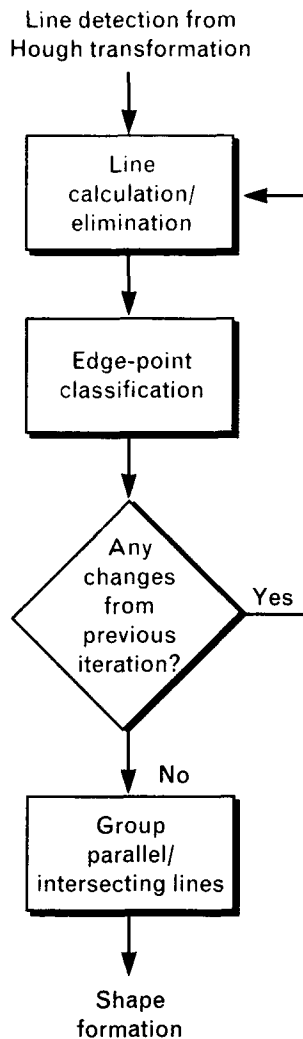 Line detection from
Hough transformation
Line
calculation/
elimination
Edge-point
classification
Any
changes
from
previous
iteration?
Yes
No
Group
parallel/
intersecting lines
Shape
formation